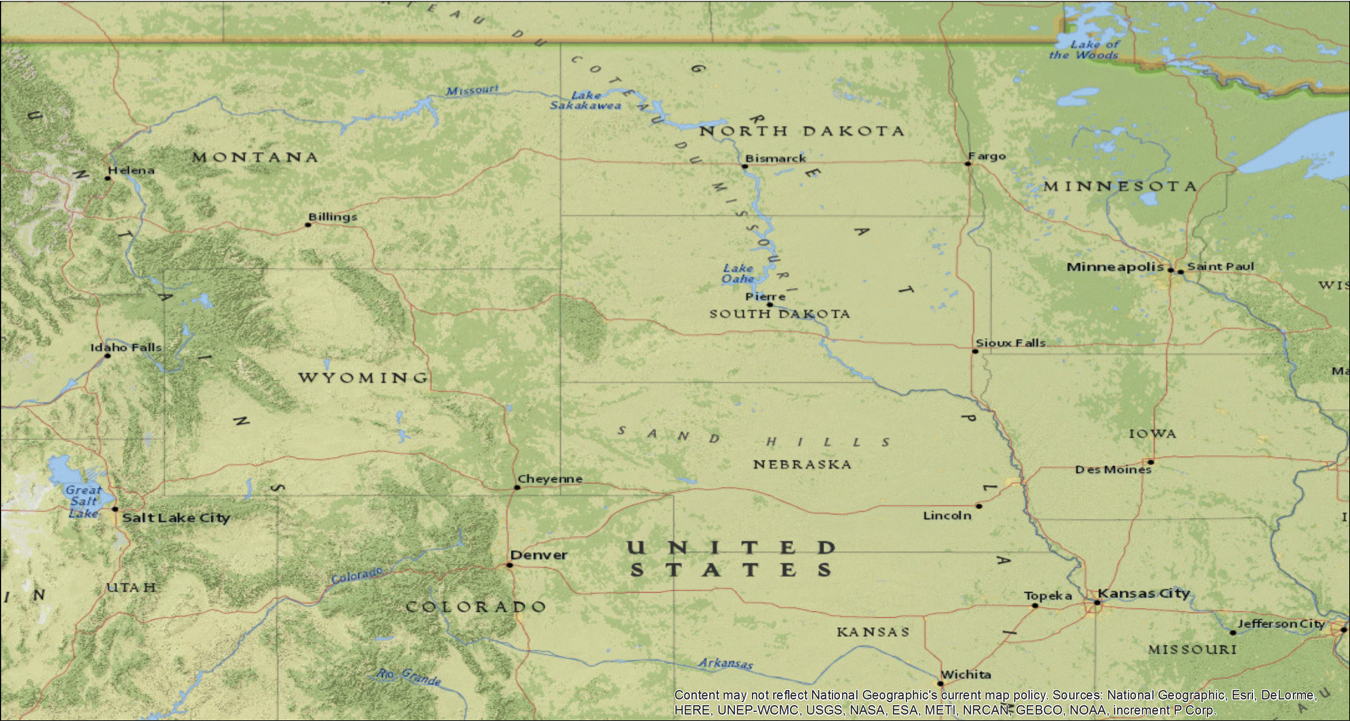 PLATEAU DU COTEAU DU MISSOURI
Lake of
the Woods
GREAT PLAINS
Missouri
Lake
Sakakawea
NORTH DAKOTA
MONTANA
Bismarck
Fargo
Helena
MINNESOTA
MOUNTAINS
Billings
Minneapolis
Saint Paul
Lake
Oahe
WIS
Pierre
SOUTH DAKOTA
Idaho Falls
Sioux Falls
Ma
WYOMING
SAND HILLS
IOWA
NEBRASKA
Des Moines
Cheyenne
Great
Salt
Lake
Salt Lake City
Lincoln
I
UNITED
STATES
Denver
Colorado
UTAH
I N
COLORADO
Topeka
Kansas City
Jefferson City
KANSAS
MISSOURI
Arkansas
Rio Grande
Wichita
A U
Content may not reflect National Geographic's current map policy. Sources: National Geographic, Esri, DeLorme,
HERE, UNEP-WCMC, USGS, NASA, ESA, METI, NRCAN, GEBCO, NOAA, increment P Corp.